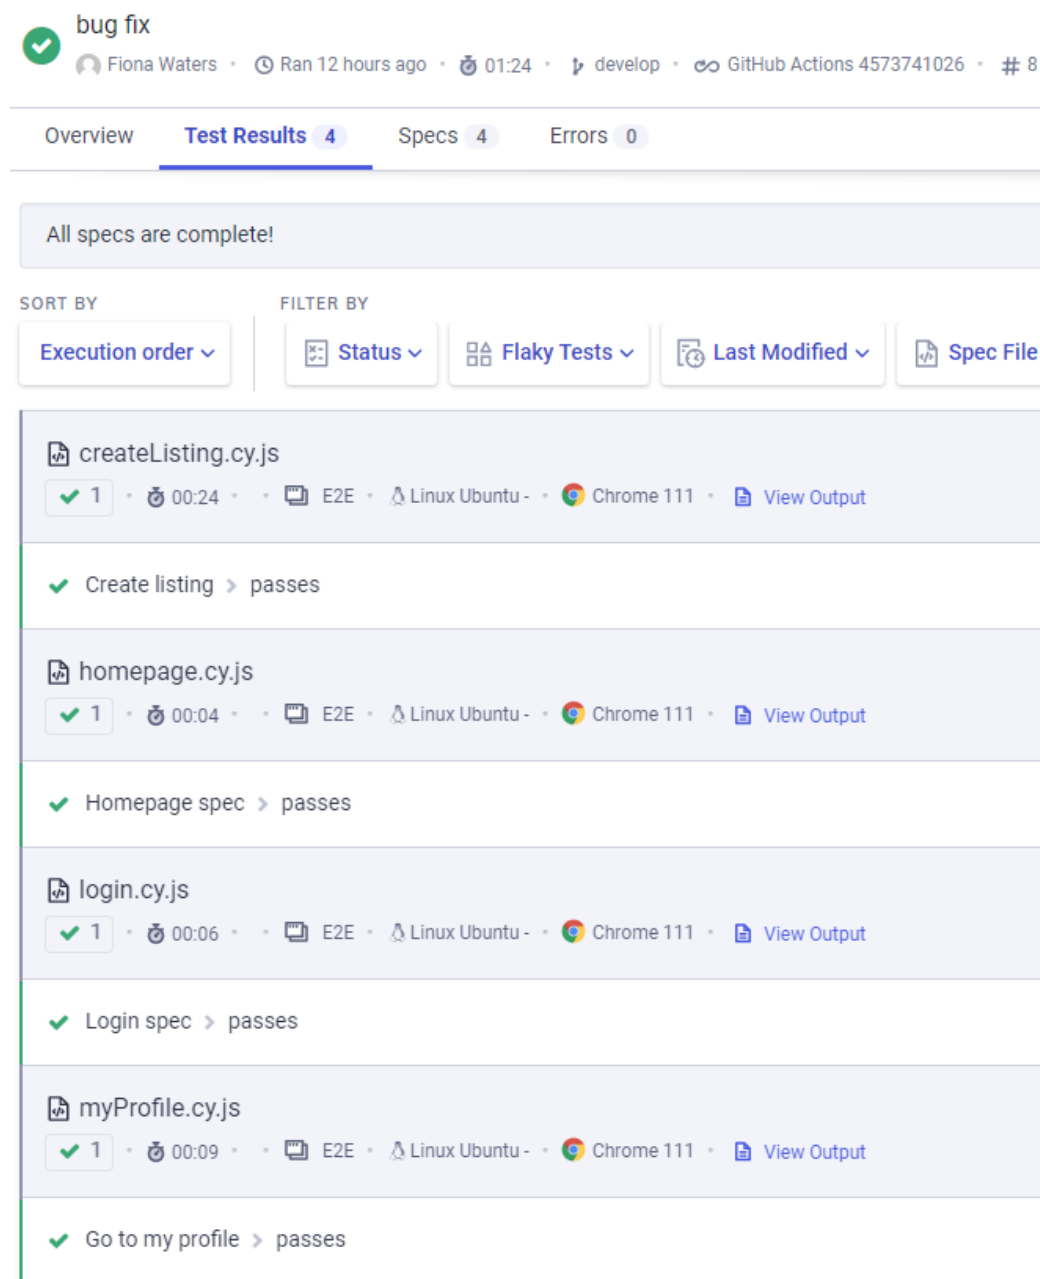 bug fix
Fiona Waters · Ran 12 hours ago · 01:24 · develop · GitHub Actions 4573741026 · # 8
Overview Test Results 4 Specs 4 Errors 0
All specs are complete!
SORT BY FILTER BY
Execution order Status Flaky Tests Last Modified Spec File
createListing.cy.js
1 · 00:24 · · E2E · Linux Ubuntu - · Chrome 111 · View Output
Create listing > passes
homepage.cy.js
1 · 00:04 · · E2E · Linux Ubuntu - · Chrome 111 · View Output
Homepage spec > passes
login.cy.js
1 · 00:06 · · E2E · Linux Ubuntu - · Chrome 111 · View Output
Login spec > passes
myProfile.cy.js
1 · 00:09 · · E2E · Linux Ubuntu - · Chrome 111 · View Output
Go to my profile > passes